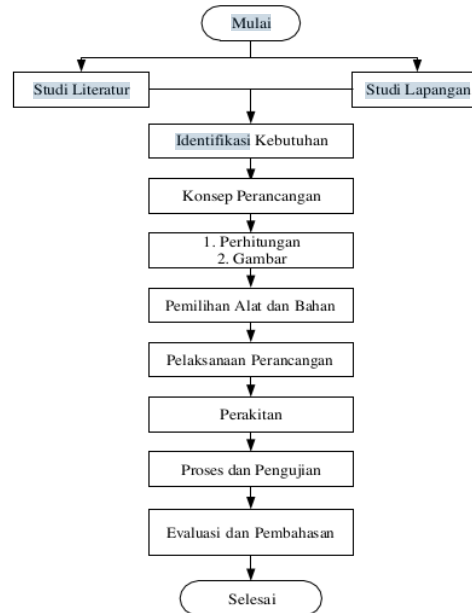 Mulai
Studi Literatur
Studi Lapangan
Identifikasi Kebutuhan
Konsep Perancangan
1. Perhitungan
2. Gambar
Pemilihan Alat dan Bahan
Pelaksanaan Perancangan
Perakitan
Proses dan Pengujian
Evaluasi dan Pembahasan
Selesai